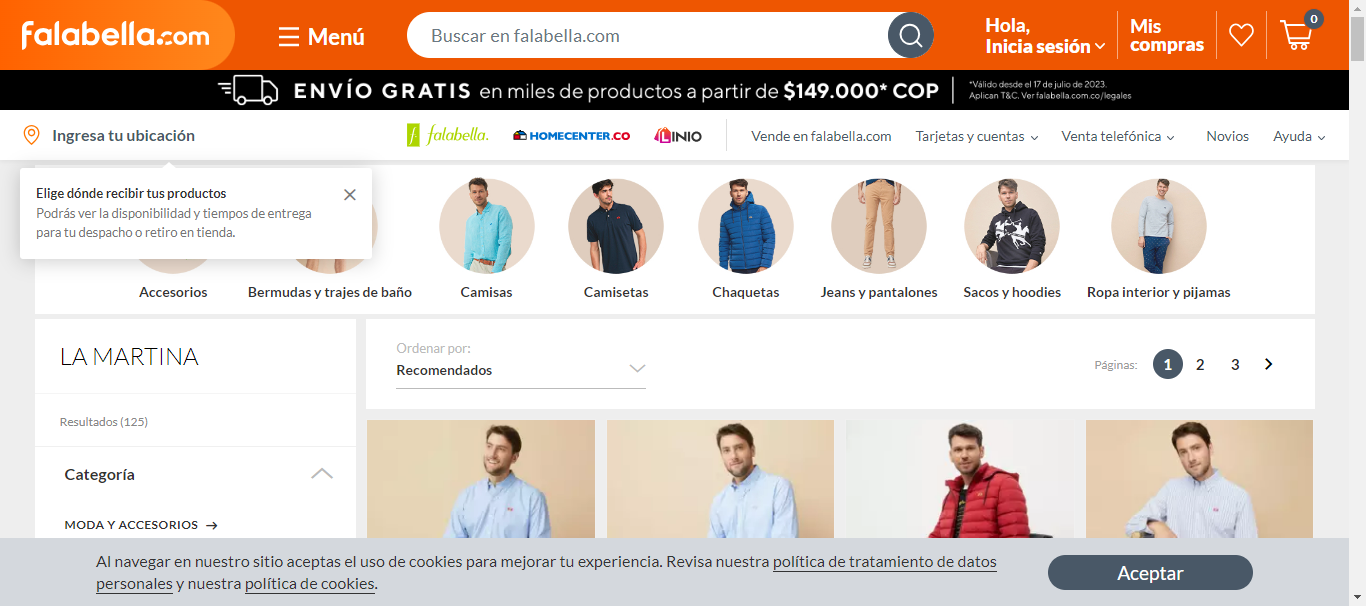 falabella.com
Menú
Buscar en falabella.com
Hola,
Inicia sesión
Mis
compras
0
ENVÍO GRATIS en miles de productos a partir de $149.000* COP
*Válido desde el 17 de julio de 2023.
Aplican T&C. Ver falabella.com.co/legales
Ingresa tu ubicación
falabella.
HOMECENTER.CO
LINIO
Vende en falabella.com
Tarjetas y cuentas
Venta telefónica
Novios
Ayuda
Elige dónde recibir tus productos
Podrás ver la disponibilidad y tiempos de entrega
para tu despacho o retiro en tienda.
Accesorios
Bermudas y trajes de baño
Camisas
Camisetas
Chaquetas
Jeans y pantalones
Sacos y hoodies
Ropa interior y pijamas
LA MARTINA
Resultados (125)
Categoría
MODA Y ACCESORIOS
Ordenar por:
Recomendados
Páginas:
1
2
3
Al navegar en nuestro sitio aceptas el uso de cookies para mejorar tu experiencia. Revisa nuestra política de tratamiento de datos
personales y nuestra política de cookies.
Aceptar